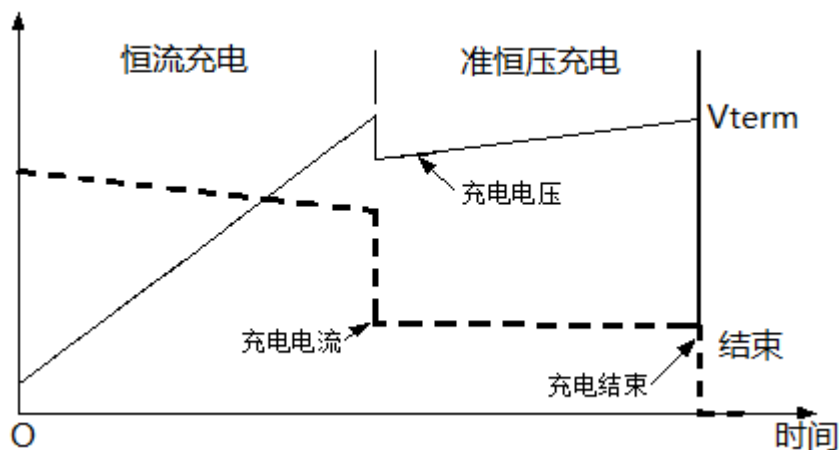 恒流充电
准恒压充电
Vterm
充电电压
充电电流
结束
充电结束
O
时间